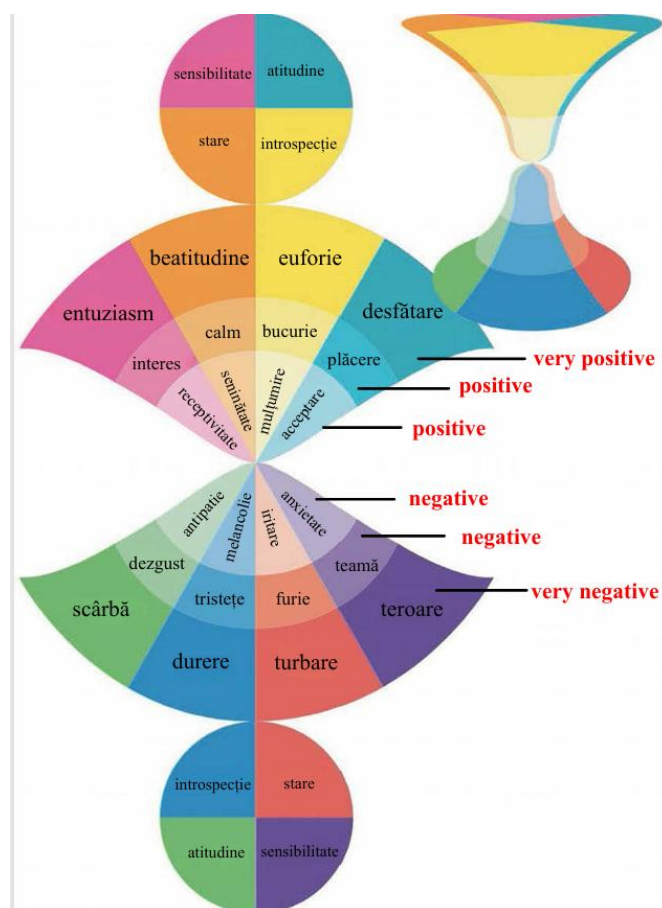 sensibilitate
atitudine
stare
introspecție
beatitudine
euforie
entuziasm
desfătare
calm
bucurie
interes
plăcere
very positive
receptivitate
seninătate
mulțumire
acceptare
positive
positive
antipatie
melancolie
iritare
anxietate
negative
negative
dezgust
teamă
tristețe
furie
very negative
scârbă
teroare
durere
turbare
introspecție
stare
atitudine
sensibilitate